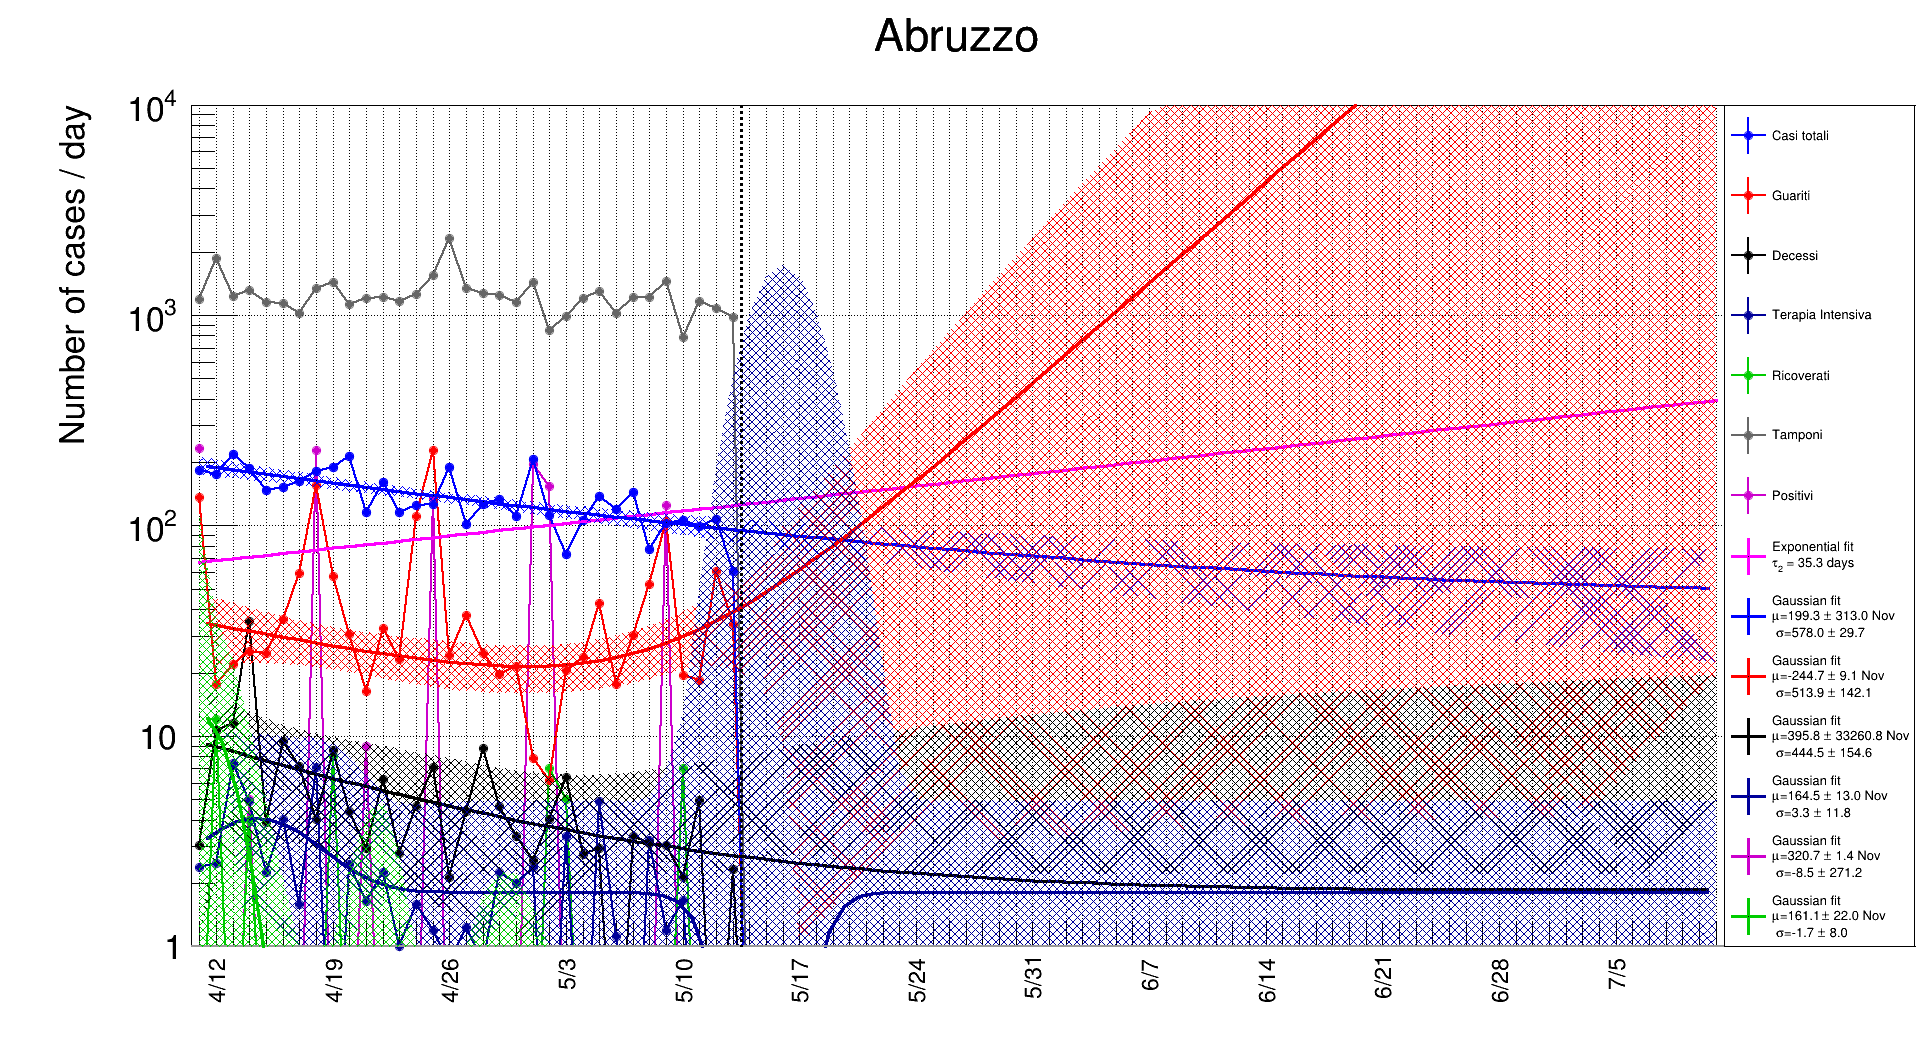 Abruzzo
Number of cases / day
10^4
10^3
10^2
10
1
4/12
4/19
4/26
5/3
5/10
5/17
5/24
5/31
6/7
6/14
6/21
6/28
7/5
Casi totali
Guariti
Decessi
Terapia Intensiva
Ricoverati
Tamponi
Positivi
Exponential fit
τ₂ = 35.3 days
Gaussian fit
μ=199.3 ± 313.0 Nov
σ=578.0 ± 29.7
Gaussian fit
μ=-244.7 ± 9.1 Nov
σ=513.9 ± 142.1
Gaussian fit
μ=395.8 ± 33260.8 Nov
σ=444.5 ± 154.6
Gaussian fit
μ=164.5 ± 13.0 Nov
σ=3.3 ± 11.8
Gaussian fit
μ=320.7 ± 1.4 Nov
σ=-8.5 ± 271.2
Gaussian fit
μ=161.1 ± 22.0 Nov
σ=-1.7 ± 8.0